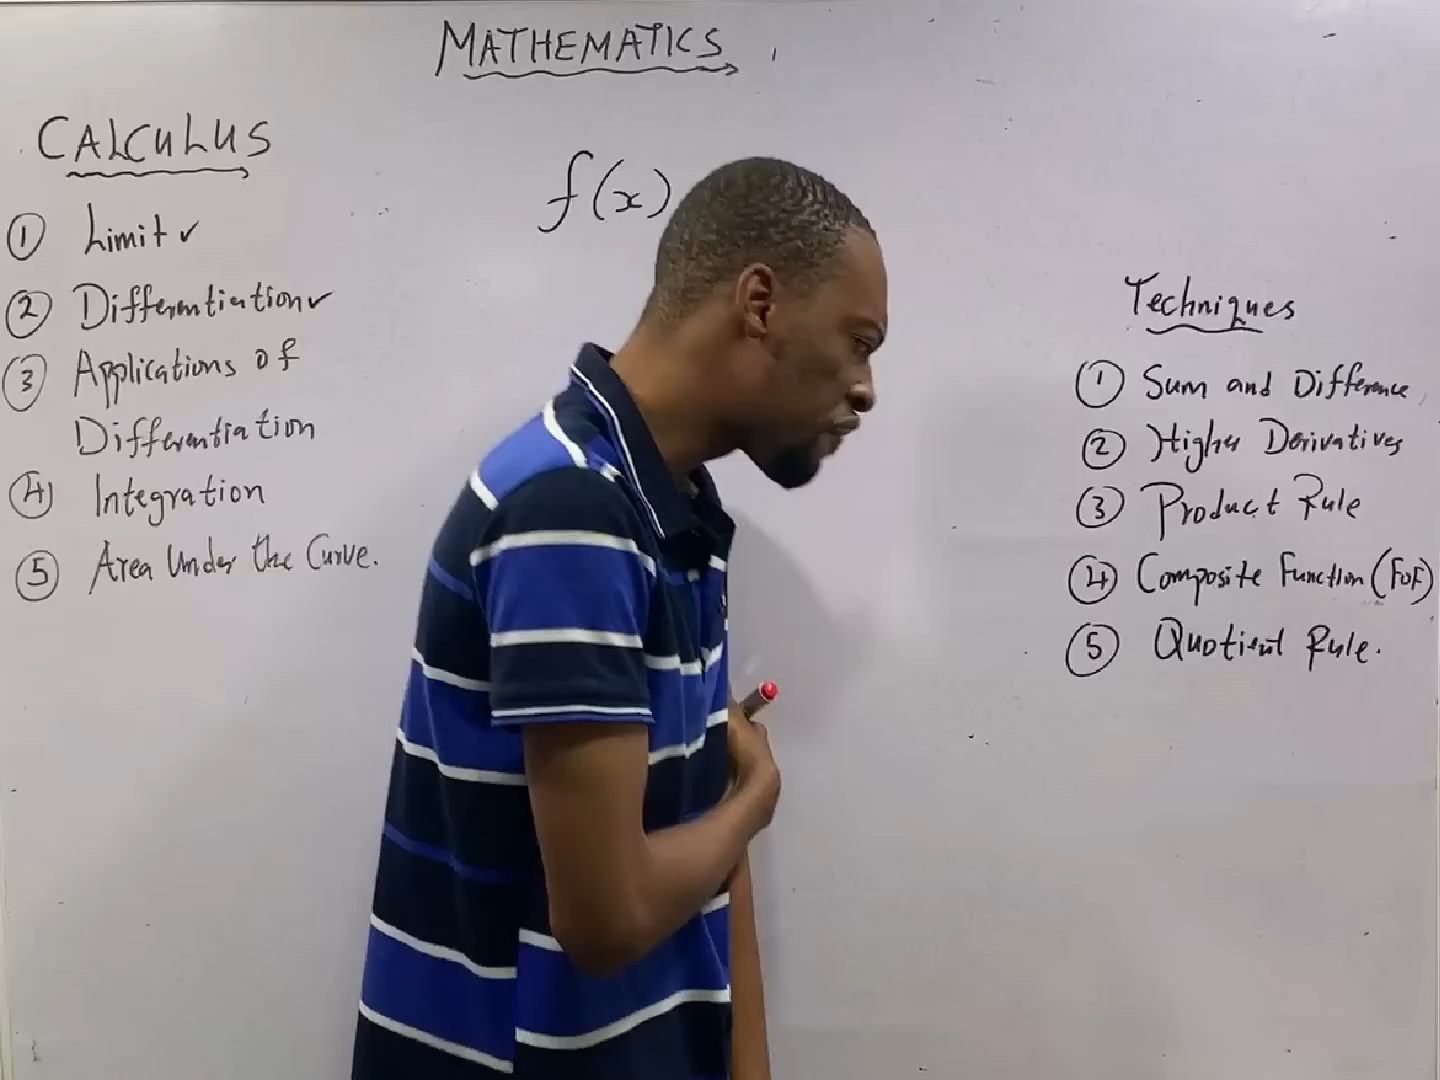 MATHEMATICS
CALCULUS
① Limit ✓
② Differentiation ✓
③ Applications of
Differentiation
④ Integration
⑤ Area Under the Curve.
f(x)
Techniques
① Sum and Difference
② Higher Derivatives
③ Product Rule
④ Composite Function (FoF)
⑤ Quotient Rule.